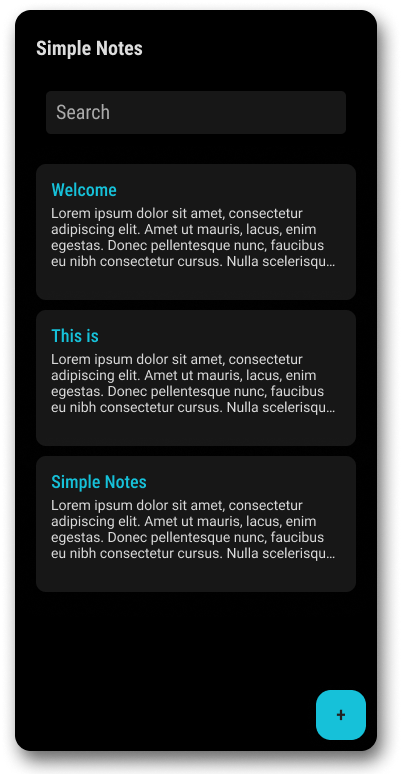 Simple Notes
Search
Welcome
Lorem ipsum dolor sit amet, consectetur
adipiscing elit. Amet ut mauris, lacus, enim
egestas. Donec pellentesque nunc, faucibus
eu nibh consectetur cursus. Nulla scelerisqu...
This is
Lorem ipsum dolor sit amet, consectetur
adipiscing elit. Amet ut mauris, lacus, enim
egestas. Donec pellentesque nunc, faucibus
eu nibh consectetur cursus. Nulla scelerisqu...
Simple Notes
Lorem ipsum dolor sit amet, consectetur
adipiscing elit. Amet ut mauris, lacus, enim
egestas. Donec pellentesque nunc, faucibus
eu nibh consectetur cursus. Nulla scelerisqu...
+